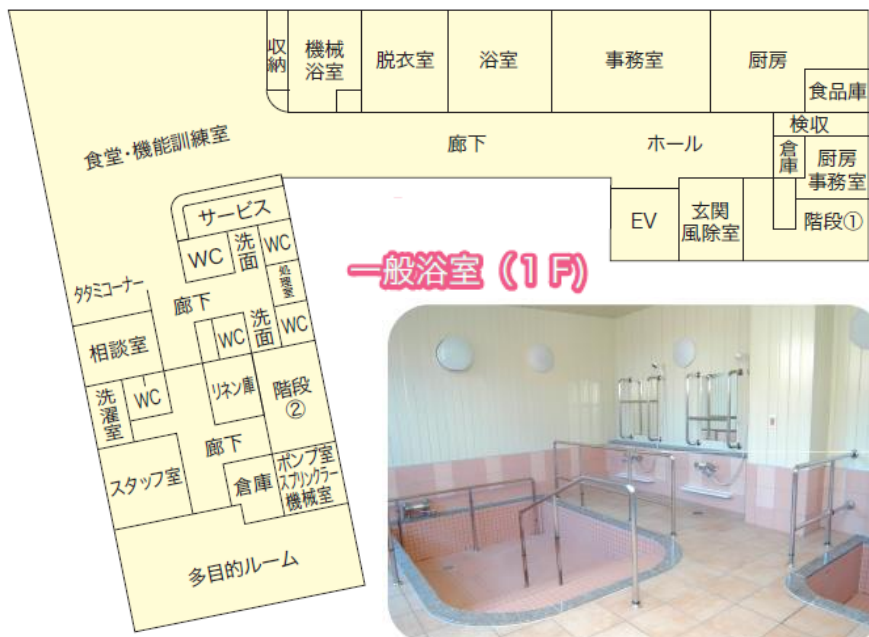 収納
機械
浴室
脱衣室
浴室
事務室
厨房
食品庫
検収
食堂・機能訓練室
廊下
ホール
倉庫
厨房
事務室
サービス
EV
玄関
風除室
階段①
WC
洗面
WC
処理室
一般浴室（1F）
タタミコーナー
廊下
相談室
WC
洗面
WC
洗濯室
WC
リネン庫
階段
②
廊下
スタッフ室
倉庫
ポンプ室
スプリンクラー
機械室
多目的ルーム